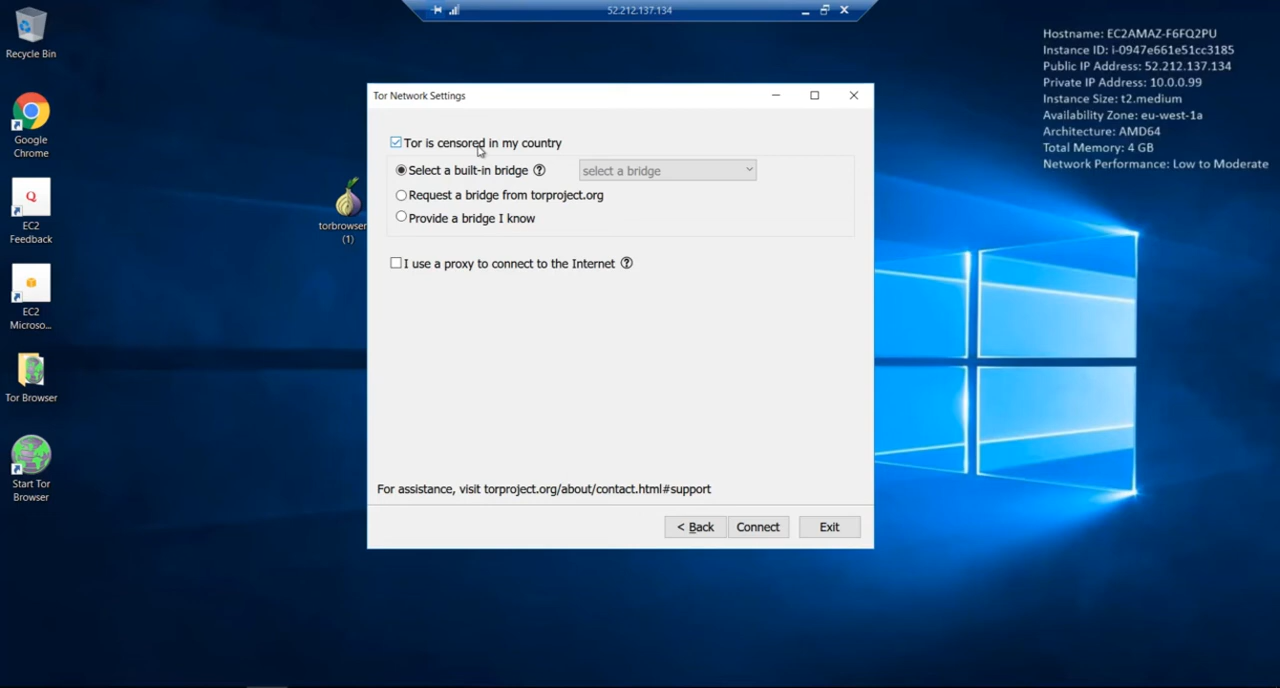 52.212.137.134
Hostname: EC2AMAZ-F6FQ2PU
Instance ID: i-0947e661e51cc3185
Public IP Address: 52.212.137.134
Private IP Address: 10.0.0.99
Instance Size: t2.medium
Availability Zone: eu-west-1a
Architecture: AMD64
Total Memory: 4 GB
Network Performance: Low to Moderate
Recycle Bin
Google
Chrome
EC2
Feedback
EC2
Microso...
Tor Browser
Start Tor
Browser
torbrowser
(1)
Tor Network Settings
Tor is censored in my country
Select a built-in bridge ? select a bridge
Request a bridge from torproject.org
Provide a bridge I know
I use a proxy to connect to the Internet ?
For assistance, visit torproject.org/about/contact.html#support
< Back Connect Exit